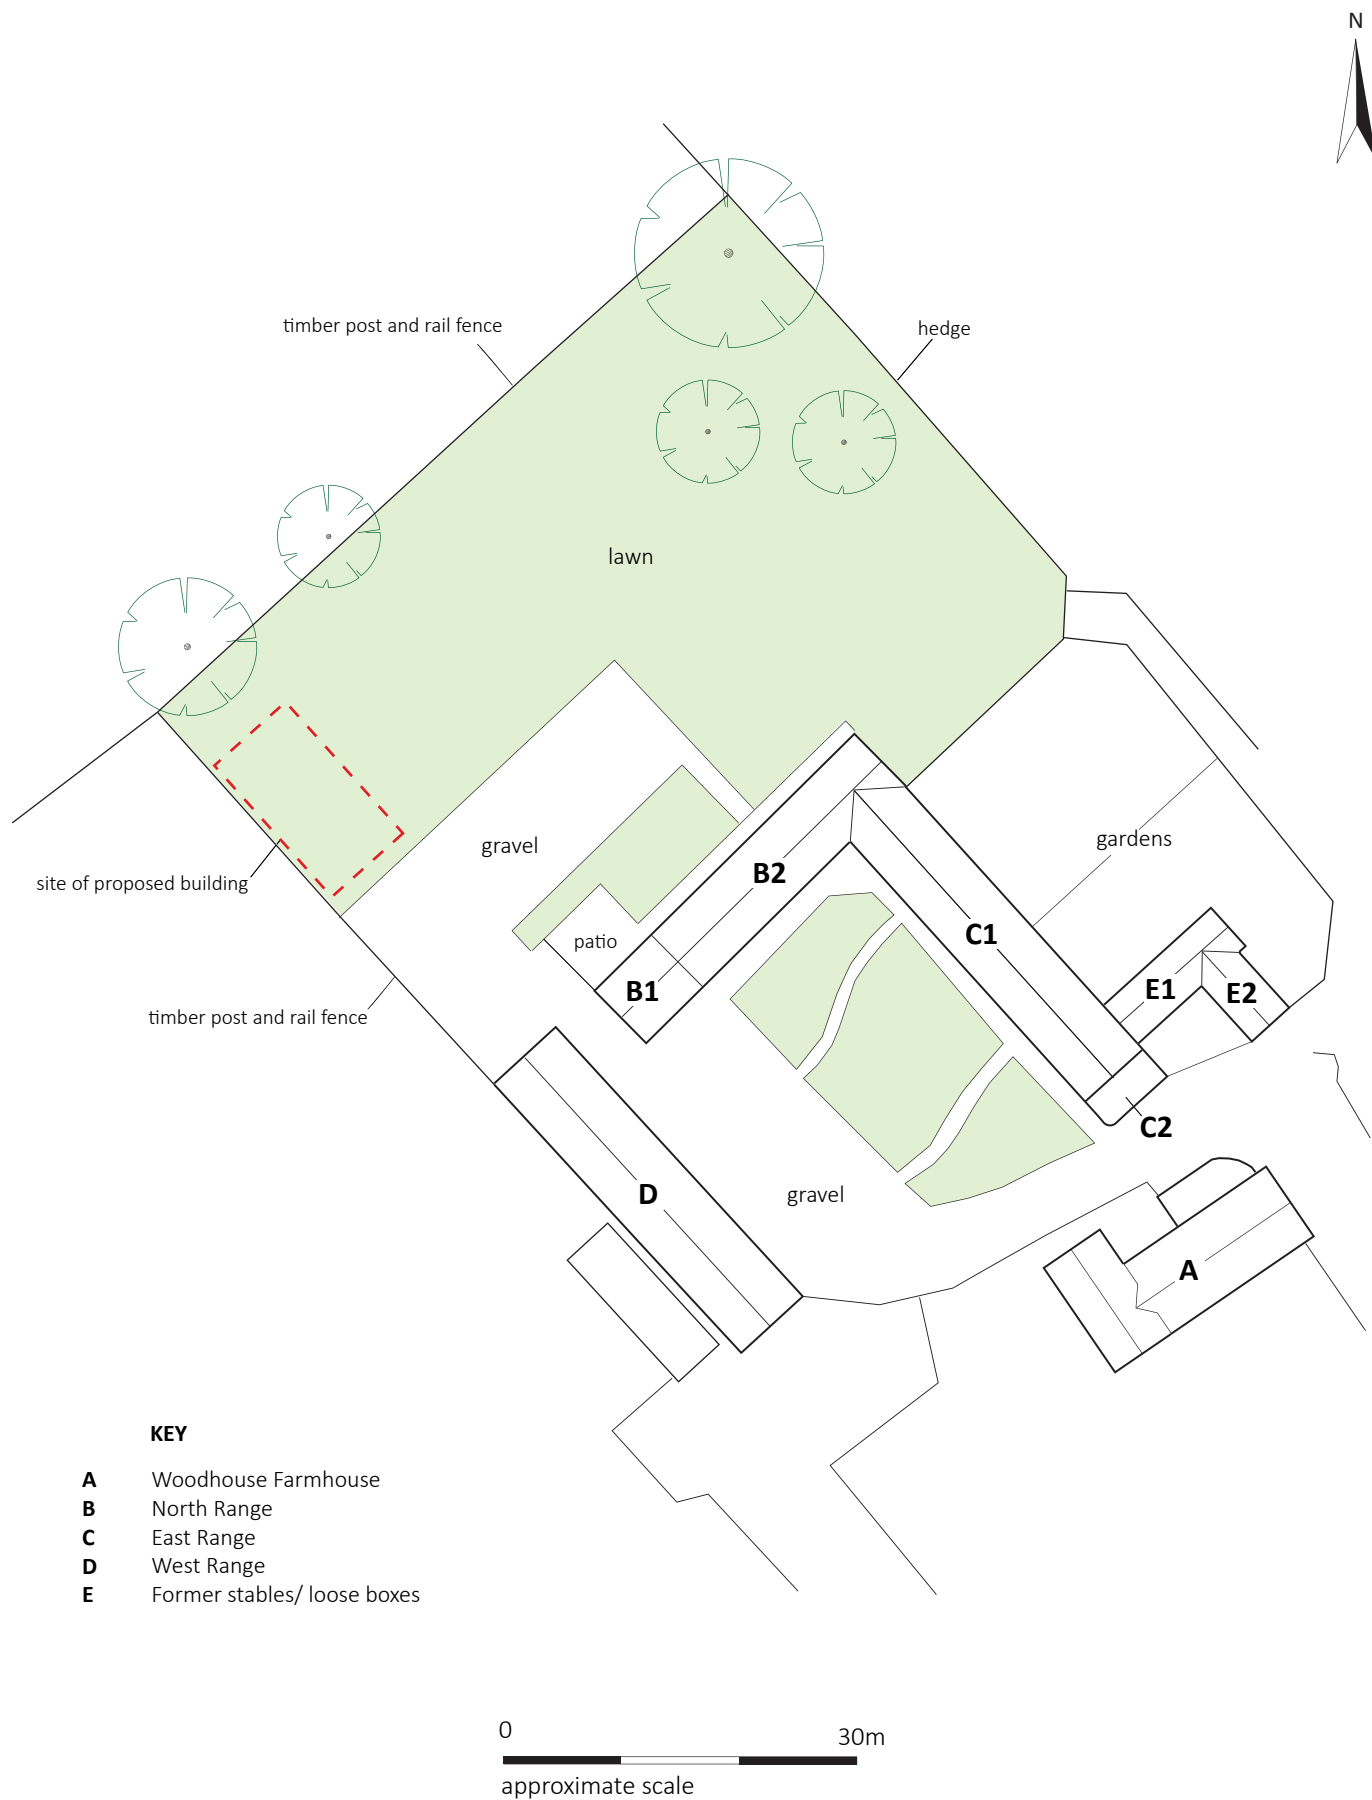 N
timber post and rail fence
hedge
lawn
gardens
gravel
B2
site of proposed building
C1
patio
B1
E1
E2
timber post and rail fence
C2
D
gravel
A
KEY
A Woodhouse Farmhouse
B North Range
C East Range
D West Range
E Former stables/ loose boxes
0 30m
approximate scale